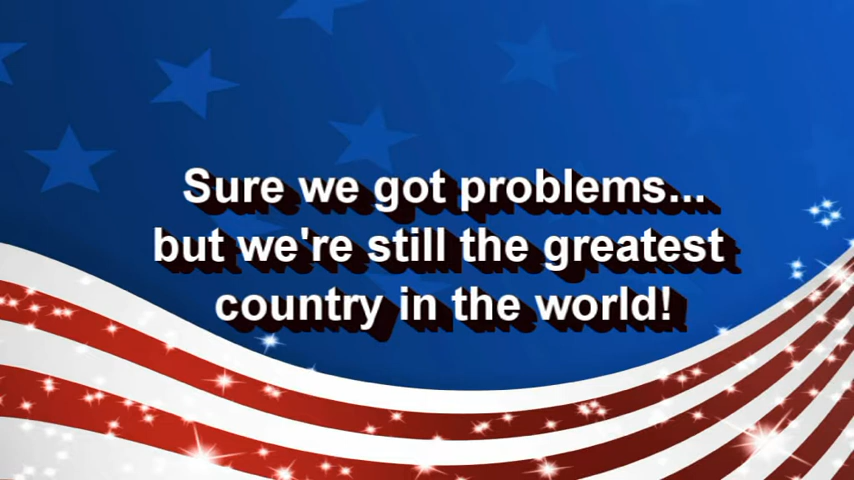 Sure we got problems...
but we're still the greatest
country in the world!